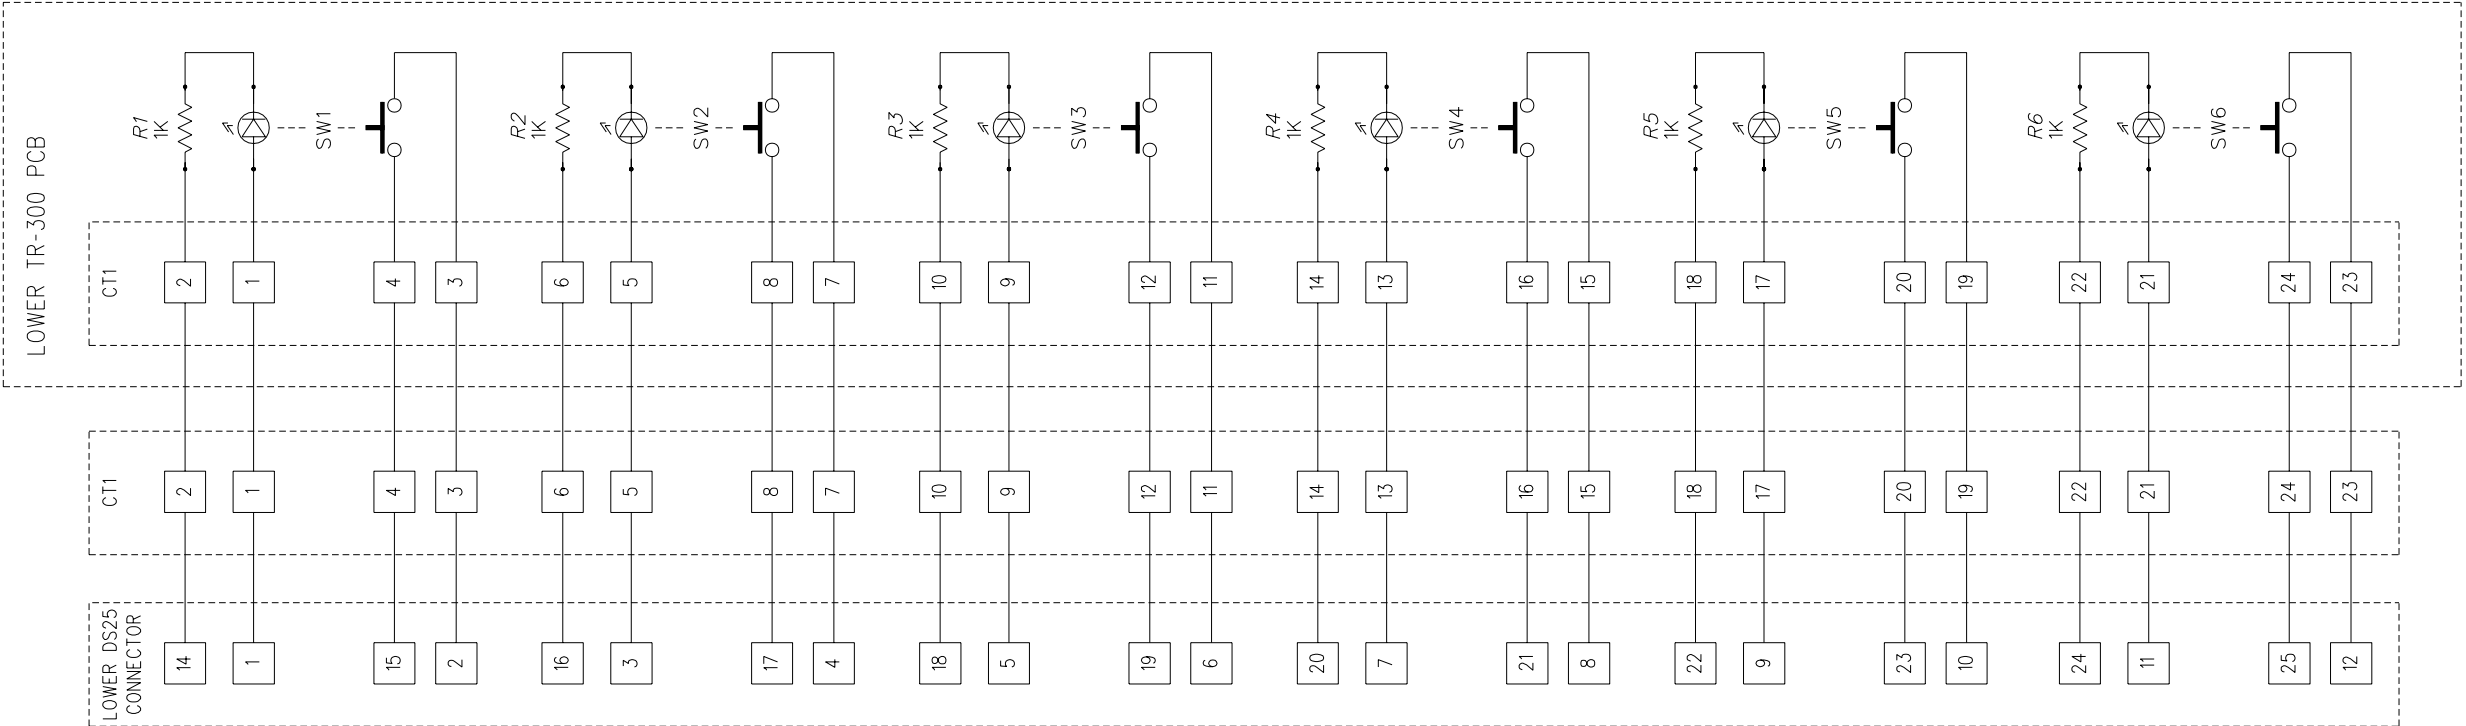 LOWER TR-300 PCB
R1
1K
SW1
R2
1K
SW2
R3
1K
SW3
R4
1K
SW4
R5
1K
SW5
R6
1K
SW6
CT1
2 1 4 3 6 5 8 7 10 9 12 11 14 13 16 15 18 17 20 19 22 21 24 23
CT1
2 1 4 3 6 5 8 7 10 9 12 11 14 13 16 15 18 17 20 19 22 21 24 23
LOWER DS25
CONNECTOR
14 1 15 2 16 3 17 4 18 5 19 6 20 7 21 8 22 9 23 10 24 11 25 12